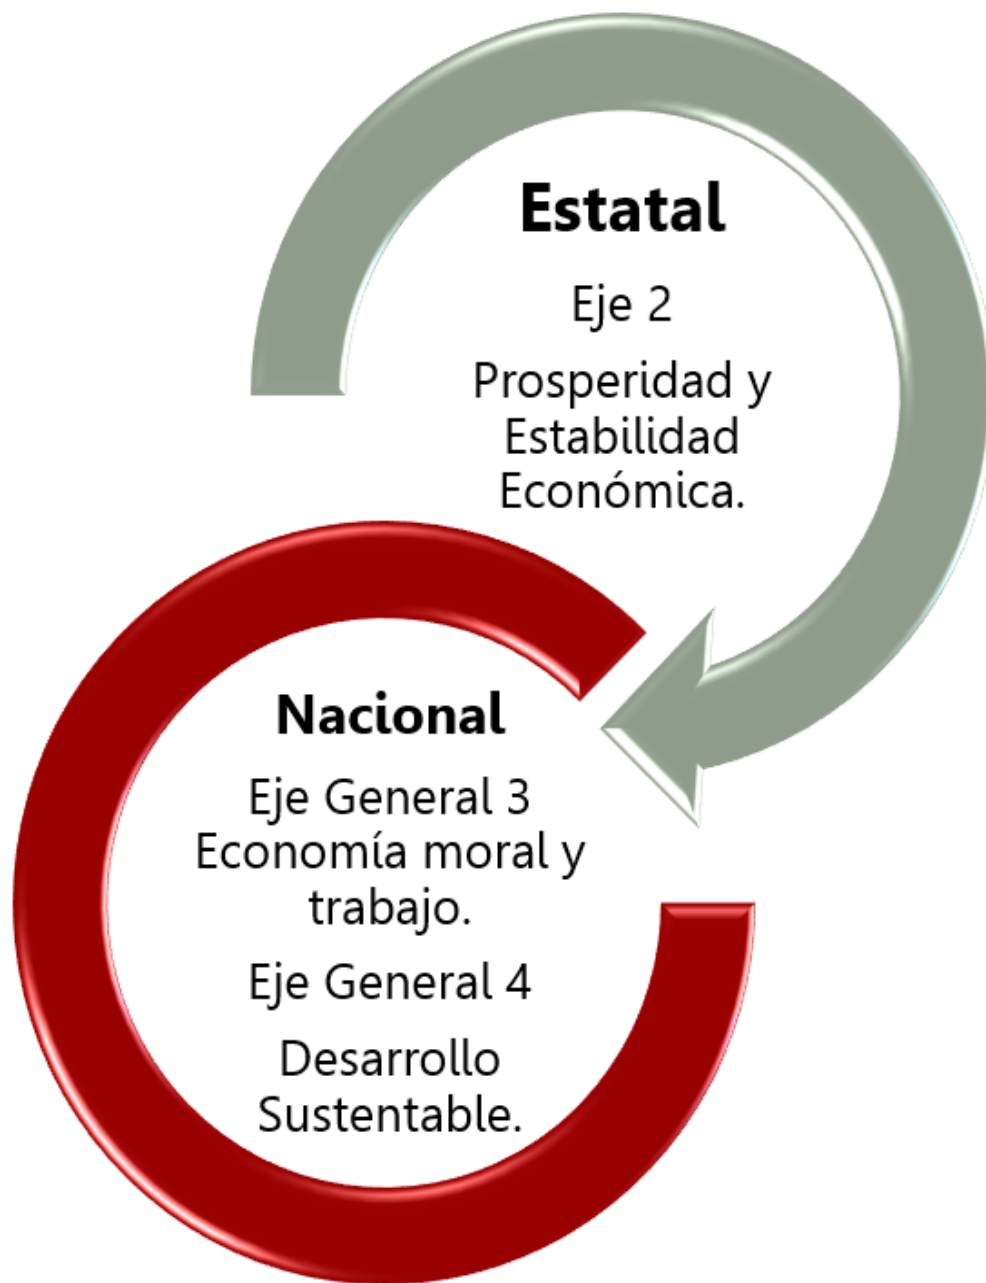 Estatal
Eje 2
Prosperidad y
Estabilidad
Económica.
Nacional
Eje General 3
Economía moral y
trabajo.
Eje General 4
Desarrollo
Sustentable.